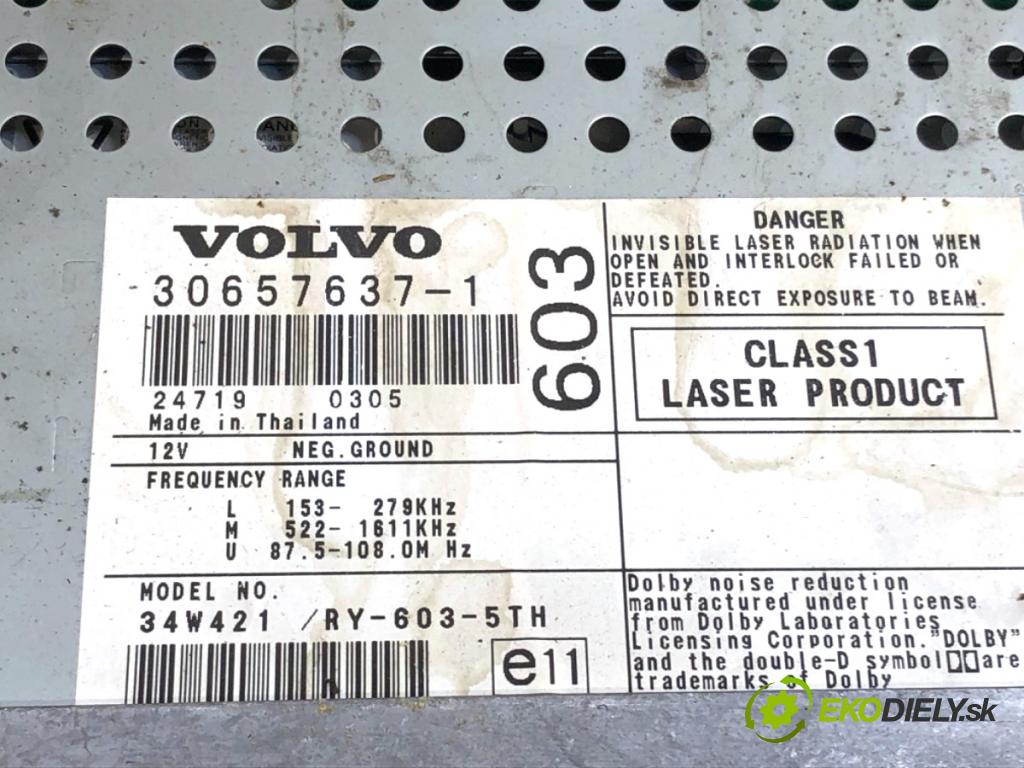 VOLVO
30657637-1
24719 0305
Made in Thailand
603
12V NEG. GROUND
FREQUENCY RANGE
L 153- 279KHz
M 522- 1611KHz
U 87.5-108.0M Hz
MODEL NO.
34W421 /RY-603-5TH
e11
DANGER
INVISIBLE LASER RADIATION WHEN
OPEN AND INTERLOCK FAILED OR
DEFEATED.
AVOID DIRECT EXPOSURE TO BEAM.
CLASS1
LASER PRODUCT
Dolby noise reduction
manufactured under license
from Dolby Laboratories
Licensing Corporation. "DOLBY"
and the double-D symbol are
trademarks of Dolby
EKODIELY.sk